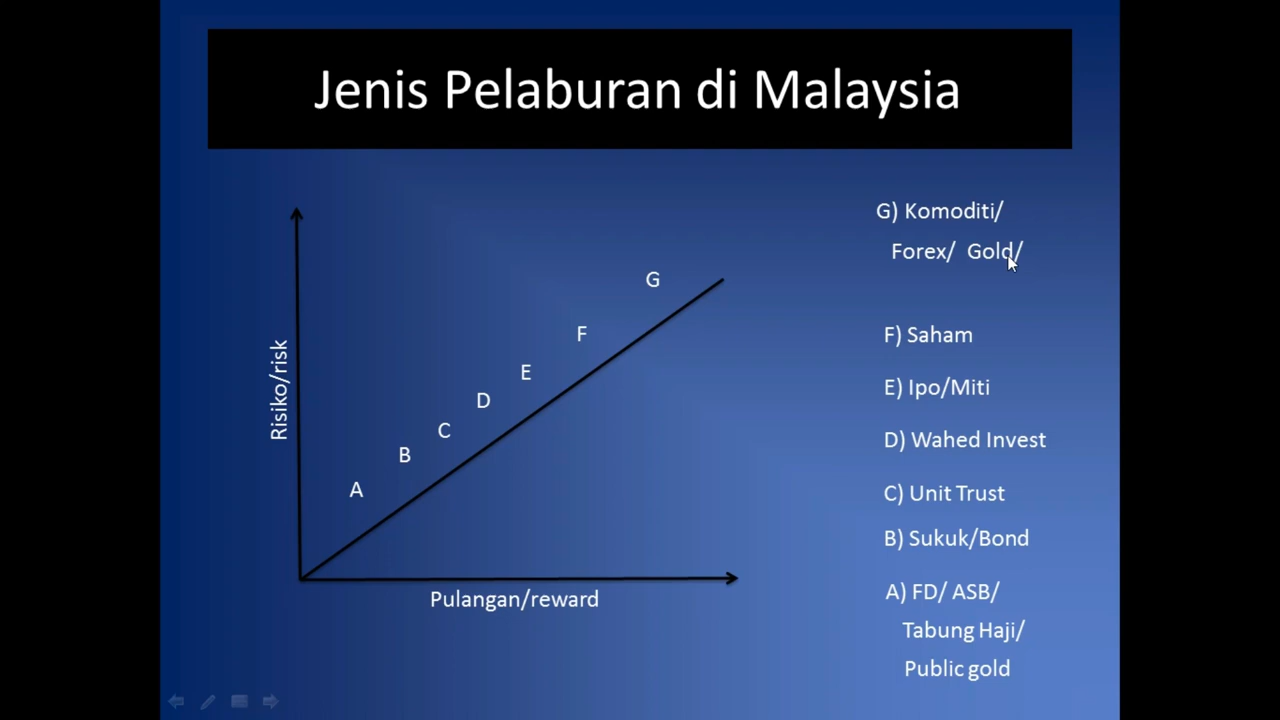 Jenis Pelaburan di Malaysia
G) Komoditi/
Forex/ Gold/
F) Saham
E) Ipo/Miti
D) Wahed Invest
C) Unit Trust
B) Sukuk/Bond
A) FD/ ASB/
Tabung Haji/
Public gold
Risiko/risk
G
F
E
D
C
B
A
Pulangan/reward